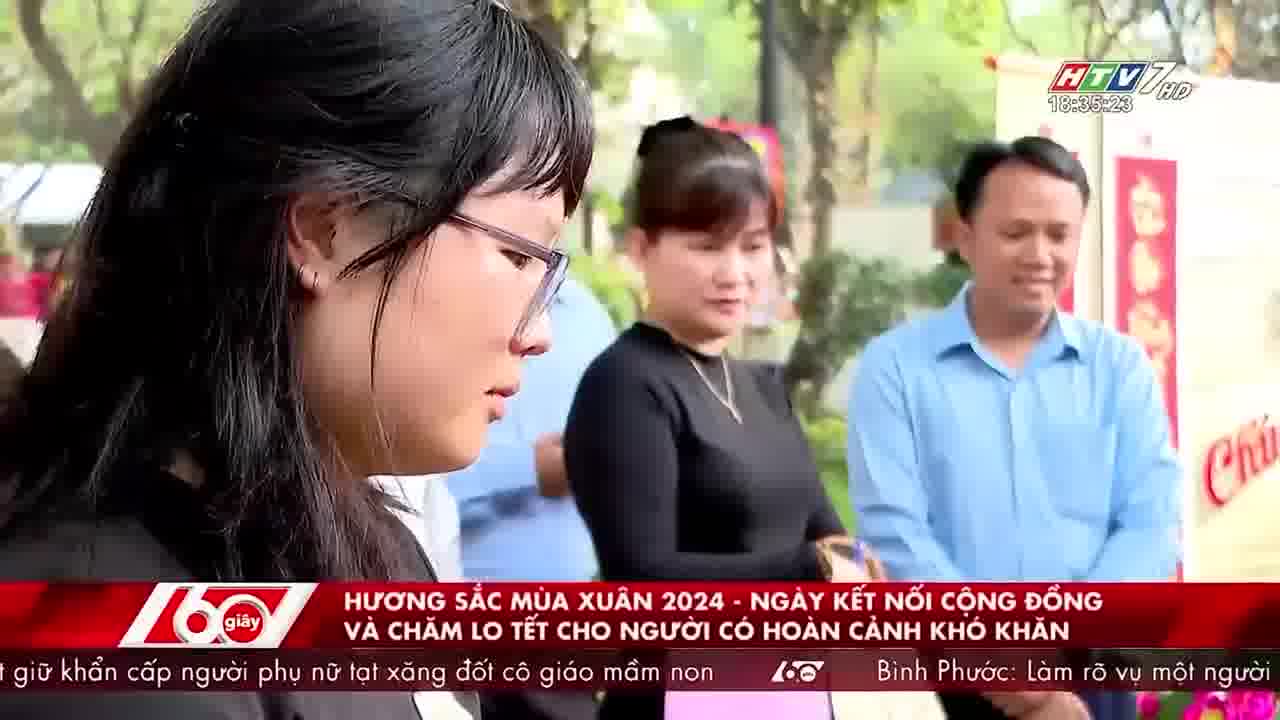 HTV7 HD
18:35:23
Chú
60 giây
HƯƠNG SẮC MÙA XUÂN 2024 - NGÀY KẾT NỐI CỘNG ĐỒNG
VÀ CHĂM LO TẾT CHO NGƯỜI CÓ HOÀN CẢNH KHÓ KHĂN
t giữ khẩn cấp người phụ nữ tạt xăng đốt cô giáo mầm non 60 giây Bình Phước: Làm rõ vụ một người